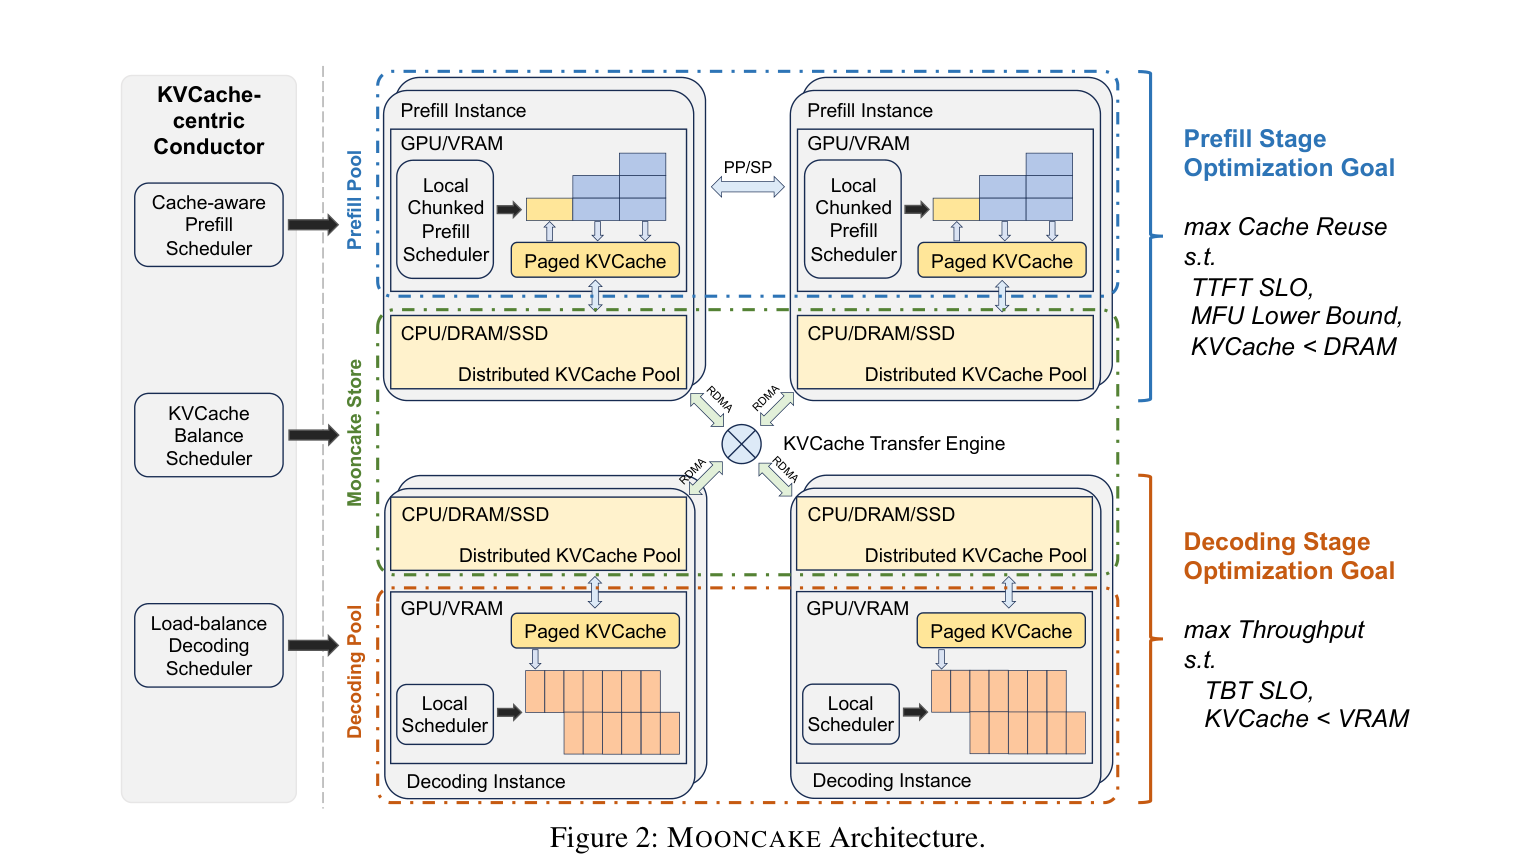 KVCache-
centric
Conductor
Cache-aware
Prefill
Scheduler
KVCache
Balance
Scheduler
Load-balance
Decoding
Scheduler
Prefill Pool
Mooncake Store
Decoding Pool
Prefill Instance
GPU/VRAM
Local
Chunked
Prefill
Scheduler
Paged KVCache
CPU/DRAM/SSD
Distributed KVCache Pool
PP/SP
Prefill Instance
GPU/VRAM
Local
Chunked
Prefill
Scheduler
Paged KVCache
CPU/DRAM/SSD
Distributed KVCache Pool
RDMA
RDMA
KVCache Transfer Engine
RDMA
RDMA
CPU/DRAM/SSD
Distributed KVCache Pool
GPU/VRAM
Paged KVCache
Local
Scheduler
Decoding Instance
CPU/DRAM/SSD
Distributed KVCache Pool
GPU/VRAM
Paged KVCache
Local
Scheduler
Decoding Instance
Prefill Stage
Optimization Goal
max Cache Reuse
s.t.
TTFT SLO,
MFU Lower Bound,
KVCache < DRAM
Decoding Stage
Optimization Goal
max Throughput
s.t.
TBT SLO,
KVCache < VRAM
Figure 2: MOONCAKE Architecture.